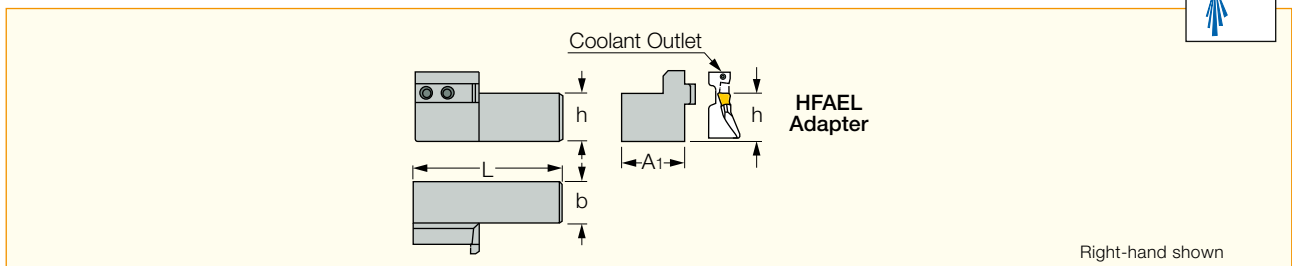 Coolant Outlet
h
h
HFAEL
Adapter
A1
L
b
Right-hand shown